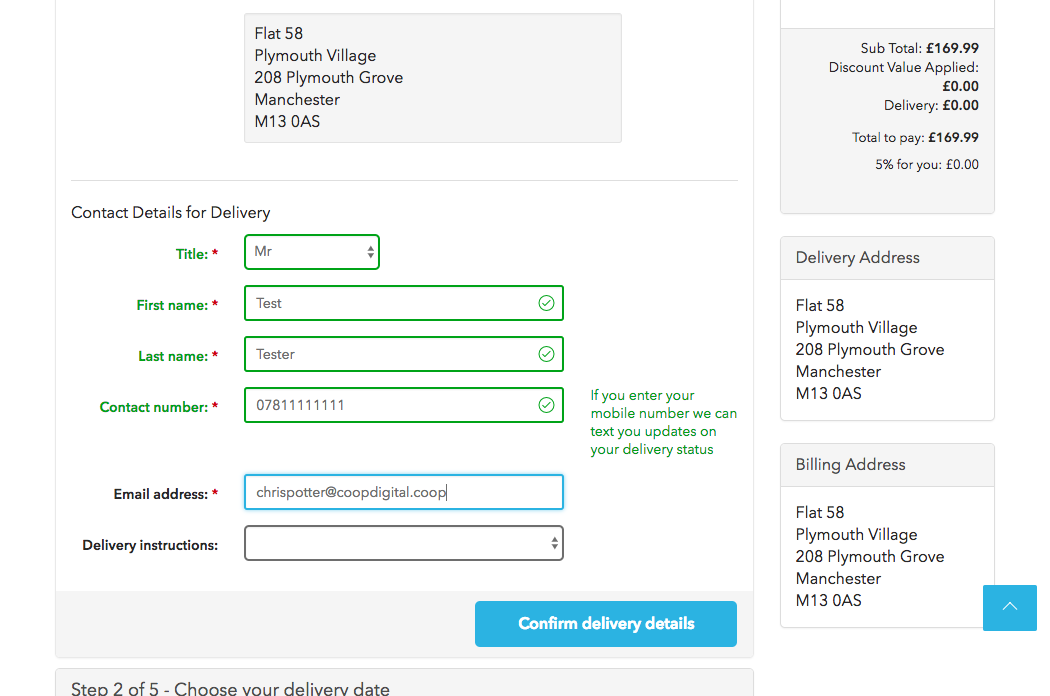 Flat 58
Plymouth Village
208 Plymouth Grove
Manchester
M13 0AS
Contact Details for Delivery
Title: *
Mr
First name: *
Test
Last name: *
Tester
Contact number: *
07811111111
If you enter your
mobile number we can
text you updates on
your delivery status
Email address: *
chrispotter@coopdigital.coop
Delivery instructions:
Confirm delivery details
Step 2 of 5 - Choose your delivery date
Sub Total: £169.99
Discount Value Applied:
£0.00
Delivery: £0.00
Total to pay: £169.99
5% for you: £0.00
Delivery Address
Flat 58
Plymouth Village
208 Plymouth Grove
Manchester
M13 0AS
Billing Address
Flat 58
Plymouth Village
208 Plymouth Grove
Manchester
M13 0AS